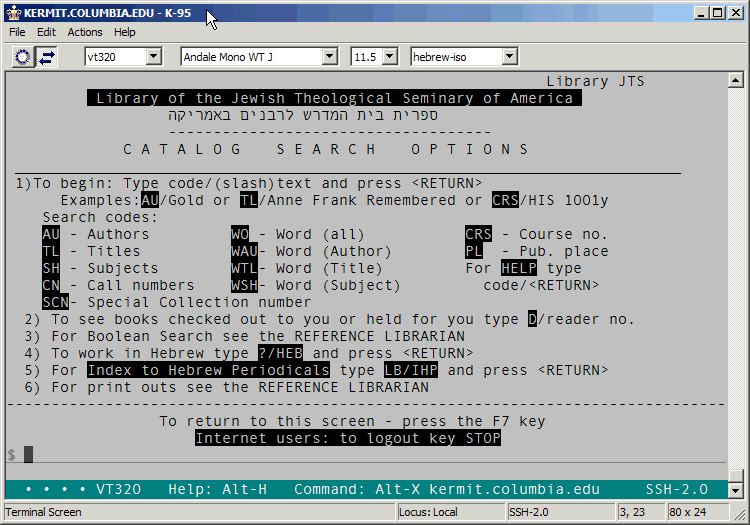 KERMIT.COLUMBIA.EDU - K-95
File Edit Actions Help
vt320 Andale Mono WT J 11.5 hebrew-iso
Library JTS
Library of the Jewish Theological Seminary of America
ספרית בית המדרש לרבנים באמריקה
------------------------------------
C A T A L O G   S E A R C H   O P T I O N S
1)To begin: Type code/(slash)text and press <RETURN>
Examples:AU/Gold or TL/Anne Frank Remembered or CRS/HIS 1001y
Search codes:
AU - Authors WO - Word (all) CRS - Course no.
TL - Titles WAU- Word (Author) PL - Pub. place
SH - Subjects WTL- Word (Title) For HELP type
CN - Call numbers WSH- Word (Subject) code/<RETURN>
SCN- Special Collection number
2) To see books checked out to you or held for you type D/reader no.
3) For Boolean Search see the REFERENCE LIBRARIAN
4) To work in Hebrew type ?/HEB and press <RETURN>
5) For Index to Hebrew Periodicals type LB/IHP and press <RETURN>
6) For print outs see the REFERENCE LIBRARIAN
--------------------------------------------------------------------------------
To return to this screen - press the F7 key
Internet users: to logout key STOP
$
• • • • VT320 Help: Alt-H Command: Alt-X kermit.columbia.edu SSH-2.0
Terminal Screen Locus: Local SSH-2.0 3, 23 80 x 24